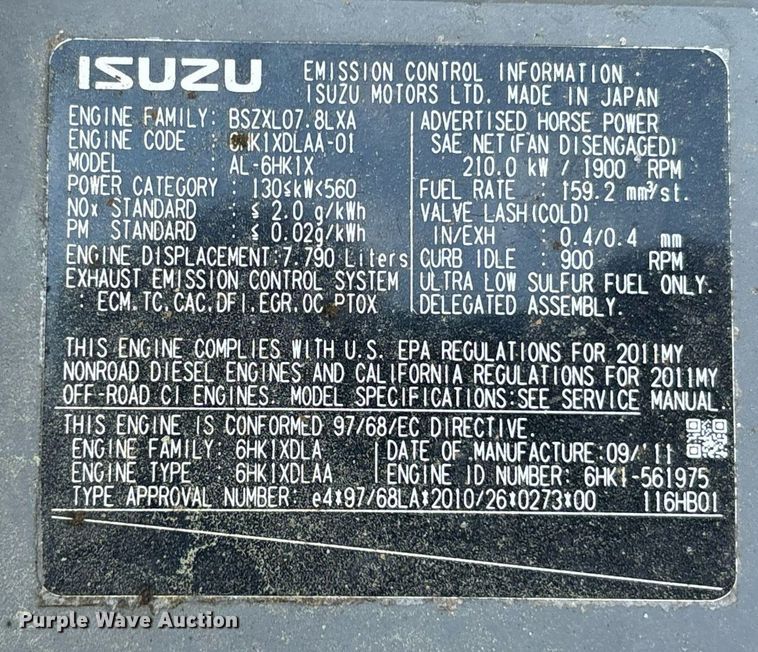 ISUZU EMISSION CONTROL INFORMATION
ISUZU MOTORS LTD. MADE IN JAPAN
ENGINE FAMILY: BSZXL07.8LXA
ENGINE CODE : 6HK1XDLAA-01
MODEL : AL-6HK1X
POWER CATEGORY : 130≤kW<560
NOx STANDARD : ≤ 2.0 g/kWh
PM STANDARD : ≤ 0.02g/kWh
ENGINE DISPLACEMENT:7.790 Liters
EXHAUST EMISSION CONTROL SYSTEM
: ECM.TC.CAC.DFI.EGR.OC PTOX
ADVERTISED HORSE POWER
SAE NET(FAN DISENGAGED)
210.0 kW / 1900 RPM
FUEL RATE : 159.2 mm³/st.
VALVE LASH(COLD)
IN/EXH : 0.4/0.4 mm
CURB IDLE : 900 RPM
ULTRA LOW SULFUR FUEL ONLY.
DELEGATED ASSEMBLY.
THIS ENGINE COMPLIES WITH U.S. EPA REGULATIONS FOR 2011MY
NONROAD DIESEL ENGINES AND CALIFORNIA REGULATIONS FOR 2011MY
OFF-ROAD CI ENGINES. MODEL SPECIFICATIONS:SEE SERVICE MANUAL.
THIS ENGINE IS CONFORMED 97/68/EC DIRECTIVE.
ENGINE FAMILY : 6HK1XDLA
ENGINE TYPE : 6HK1XDLAA
DATE OF MANUFACTURE:09/'11
ENGINE ID NUMBER: 6HK1-561975
TYPE APPROVAL NUMBER: e4*97/68LA*2010/26*0273*00 116HB01
Purple Wave Auction